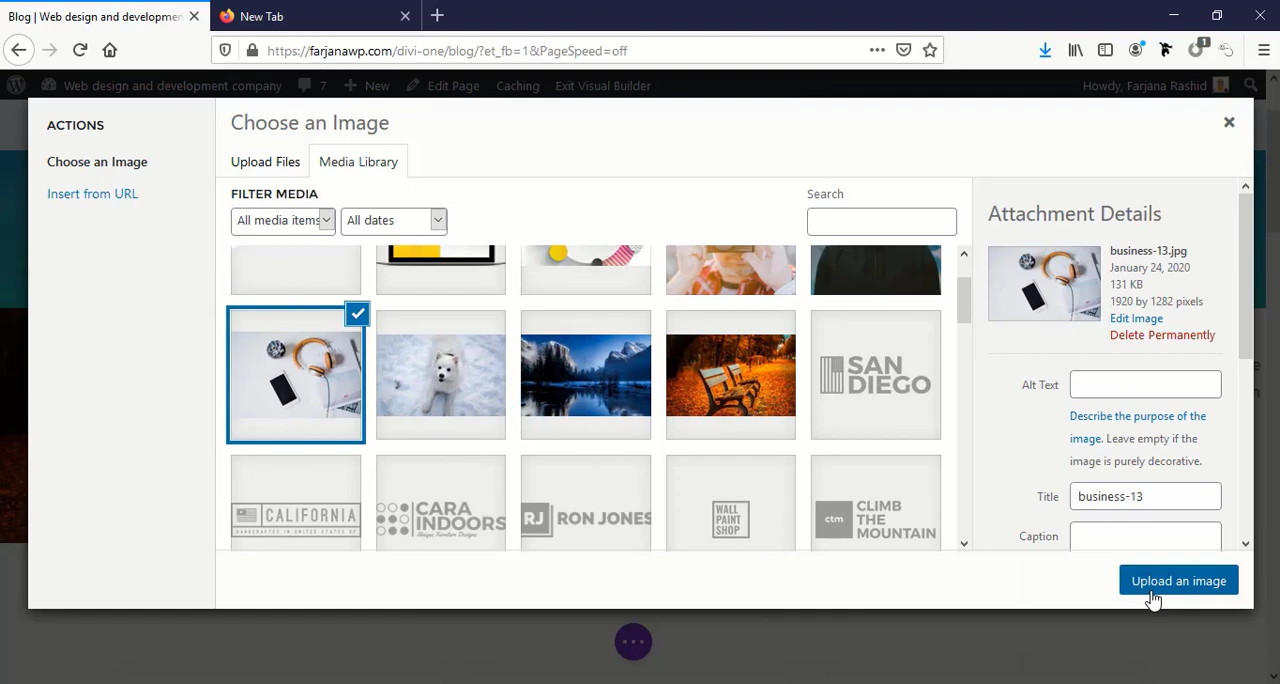 Blog | Web design and developmen
New Tab
https://farjanawp.com/divi-one/blog/?et_fb=1&PageSpeed=off
1
Web design and development company
7
New
Edit Page
Caching
Exit Visual Builder
Howdy, Farjana Rashid
ACTIONS
Choose an Image
Insert from URL
Choose an Image
Upload Files
Media Library
FILTER MEDIA
All media items
All dates
Search
SAN
DIEGO
CALIFORNIA
CARA
INDOORS
RJ RON JONES
WALL
PAINT
SHOP
ctm
CLIMB
THE
MOUNTAIN
Attachment Details
business-13.jpg
January 24, 2020
131 KB
1920 by 1282 pixels
Edit Image
Delete Permanently
Alt Text
Describe the purpose of the
image. Leave empty if the
image is purely decorative.
Title
business-13
Caption
Upload an image